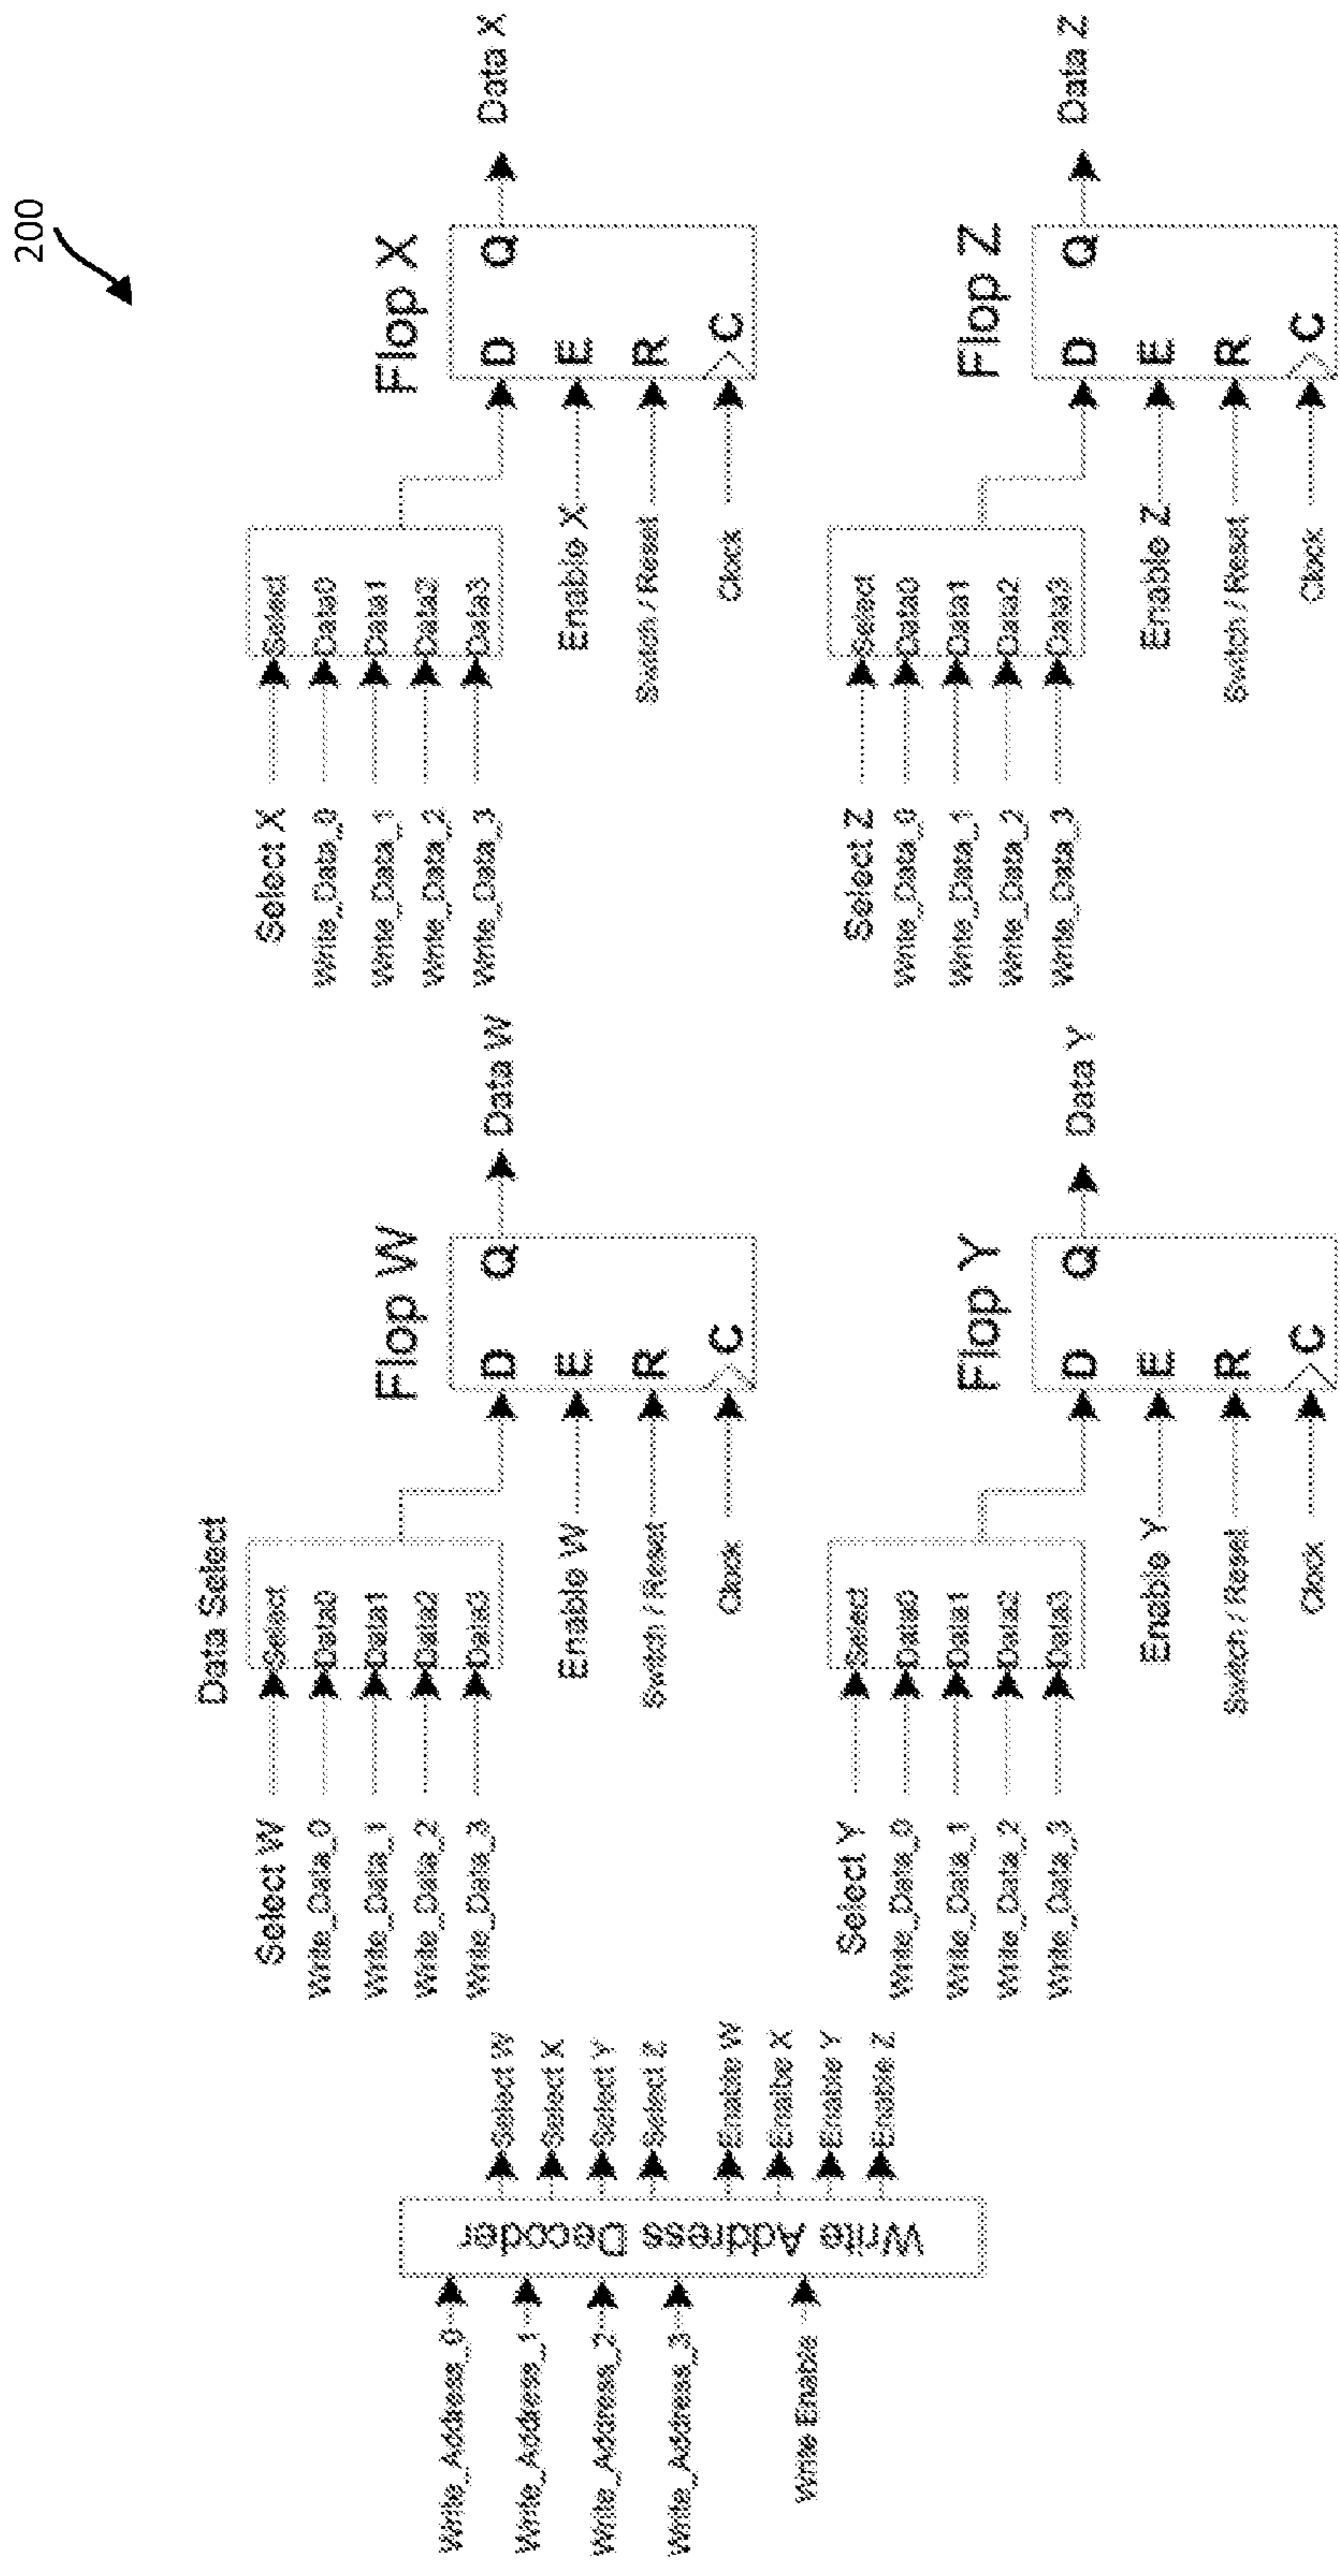 200
Write_Address_0
Write_Address_1
Write_Address_2
Write_Address_3
Write Enable
Write Address Decoder
Select W
Select X
Select Y
Select Z
Enable W
Enalbe X
Enable Y
Enable Z
Data Select
Select W
Write_Data_0
Write_Data_1
Write_Data_2
Write_Data_3
Select
Data0
Data1
Data2
Data3
Enable W
Switch / Reset
Clock
Flop W
D
Q
E
R
C
Data W
Select X
Write_Data_0
Write_Data_1
Write_Data_2
Write_Data_3
Select
Data0
Data1
Data2
Data3
Enable X
Switch / Reset
Clock
Flop X
D
Q
E
R
C
Data X
Select Y
Write_Data_0
Write_Data_1
Write_Data_2
Write_Data_3
Select
Data0
Data1
Data2
Data3
Enable Y
Switch / Reset
Clock
Flop Y
D
Q
E
R
C
Data Y
Select Z
Write_Data_0
Write_Data_1
Write_Data_2
Write_Data_3
Select
Data0
Data1
Data2
Data3
Enable Z
Switch / Reset
Clock
Flop Z
D
Q
E
R
C
Data Z